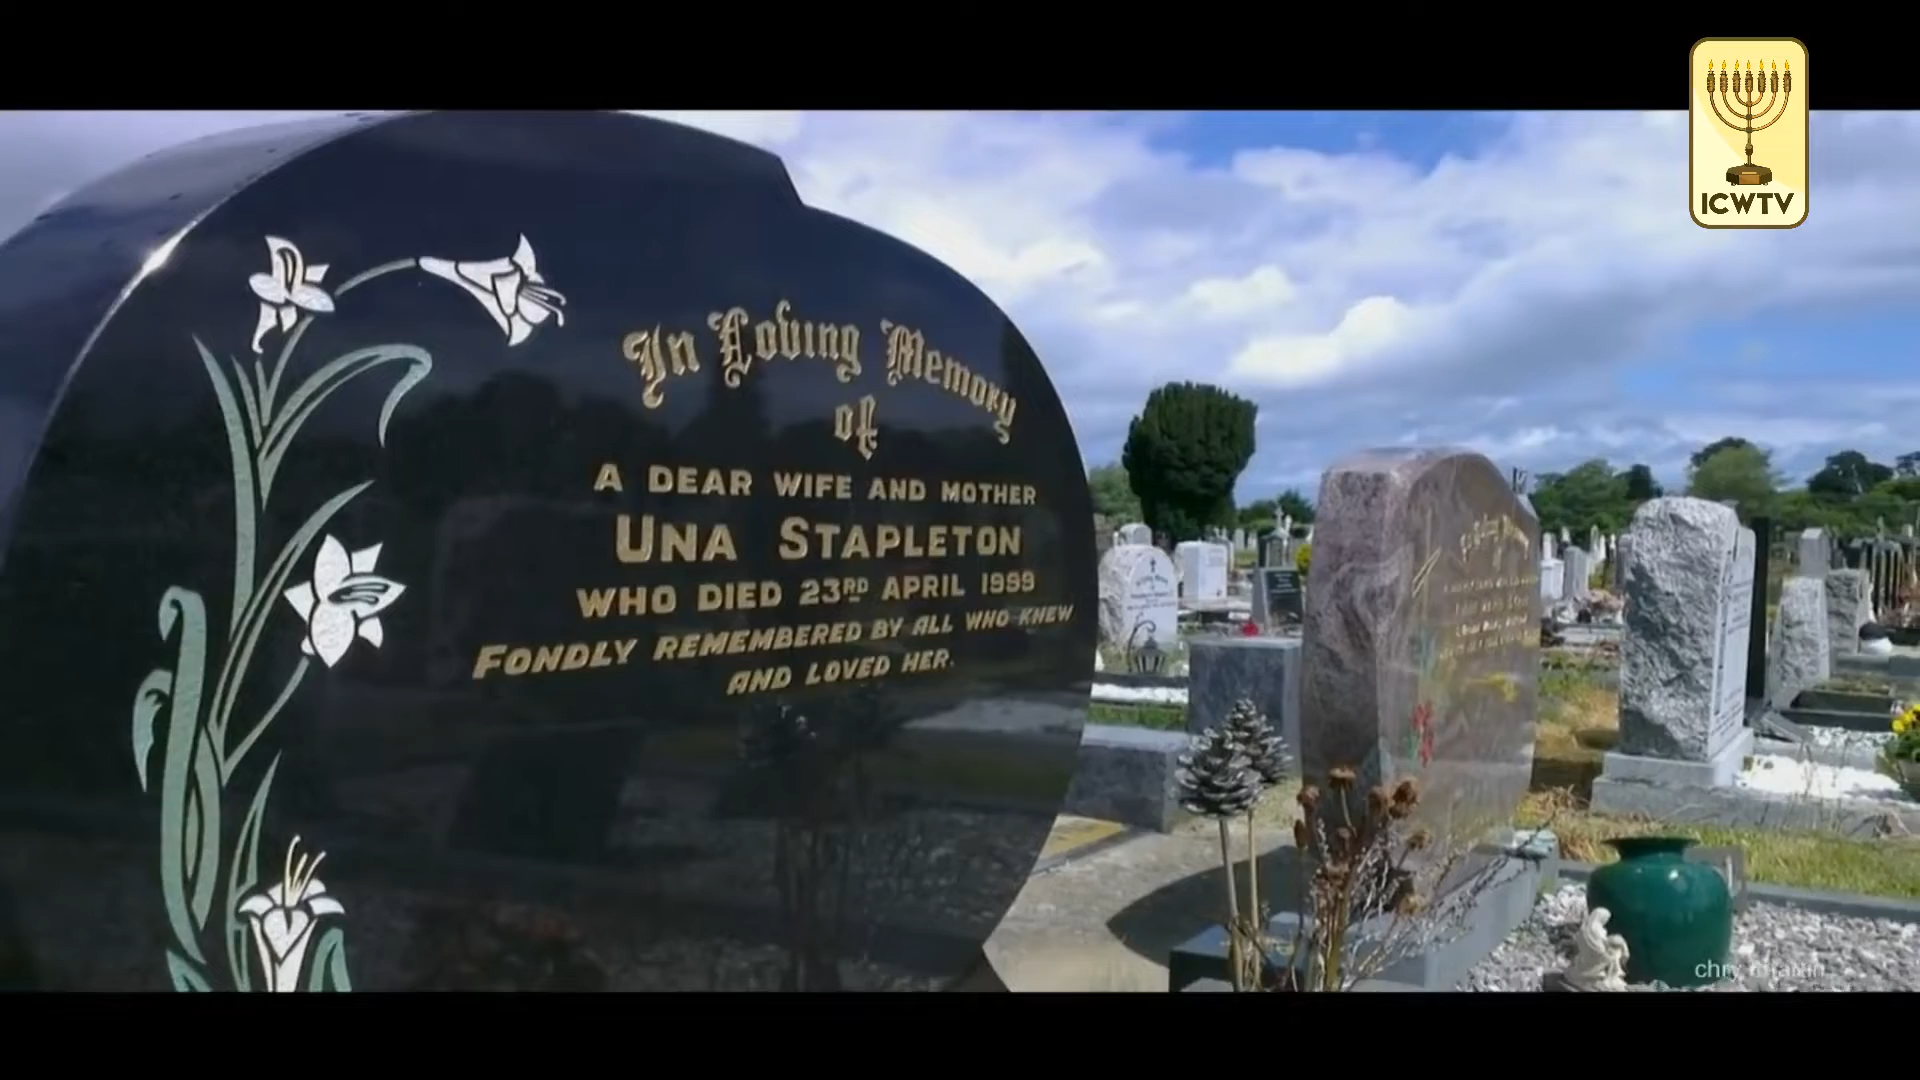 ICWTV
In Loving Memory
of
A DEAR WIFE AND MOTHER
UNA STAPLETON
WHO DIED 23RD APRIL 1999
FONDLY REMEMBERED BY ALL WHO KNEW
AND LOVED HER.